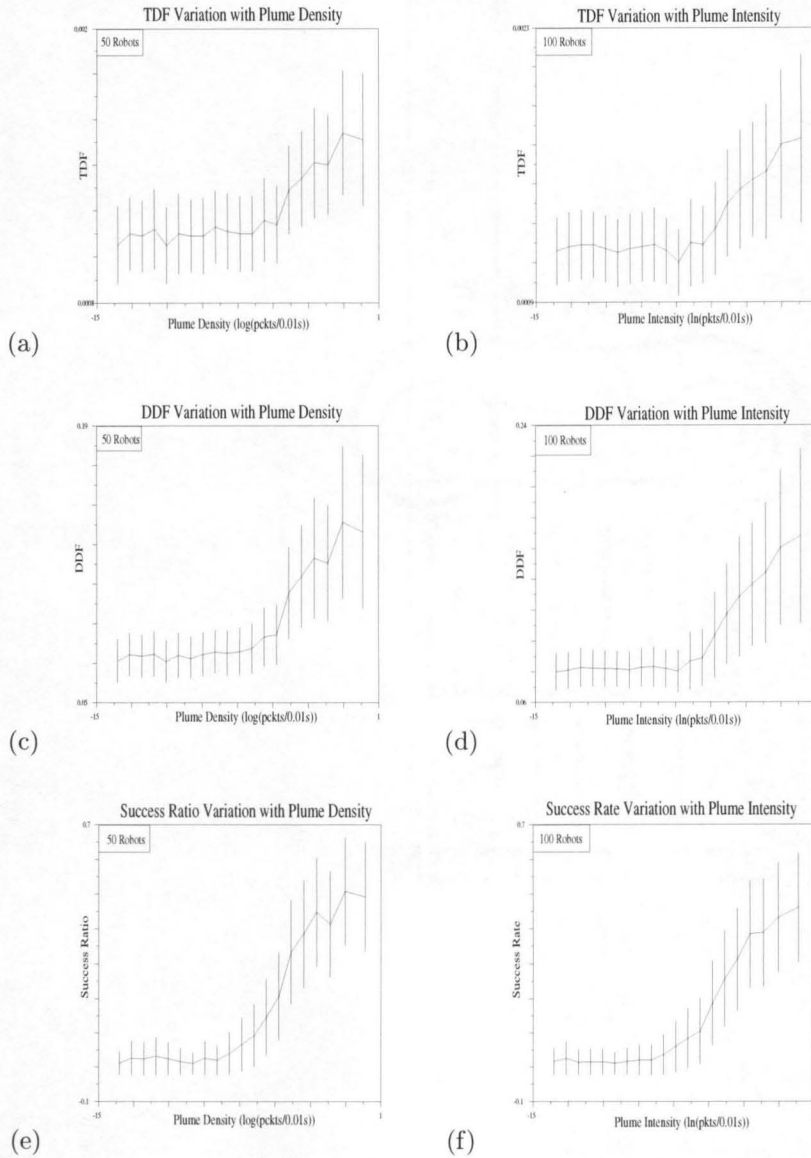 TDF Variation with Plume Density
0.002
50 Robots
TDF
0.0008
-15
1
Plume Density (log(pckts/0.01s))
(a)
TDF Variation with Plume Intensity
0.0023
100 Robots
TDF
0.0009
-15
Plume Intensity (ln(pkts/0.01s))
(b)
DDF Variation with Plume Density
0.19
50 Robots
DDF
0.05
-15
1
Plume Density (log(pckts/0.01s))
(c)
DDF Variation with Plume Intensity
0.24
100 Robots
DDF
0.06
-15
Plume Intensity (ln(pkts/0.01s))
(d)
Success Ratio Variation with Plume Density
0.7
50 Robots
Success Ratio
-0.1
-15
1
Plume Density (log(pckts/0.01s))
(e)
Success Rate Variation with Plume Intensity
0.7
100 Robots
Success Rate
-0.1
-15
Plume Intensity (ln(pkts/0.01s))
(f)